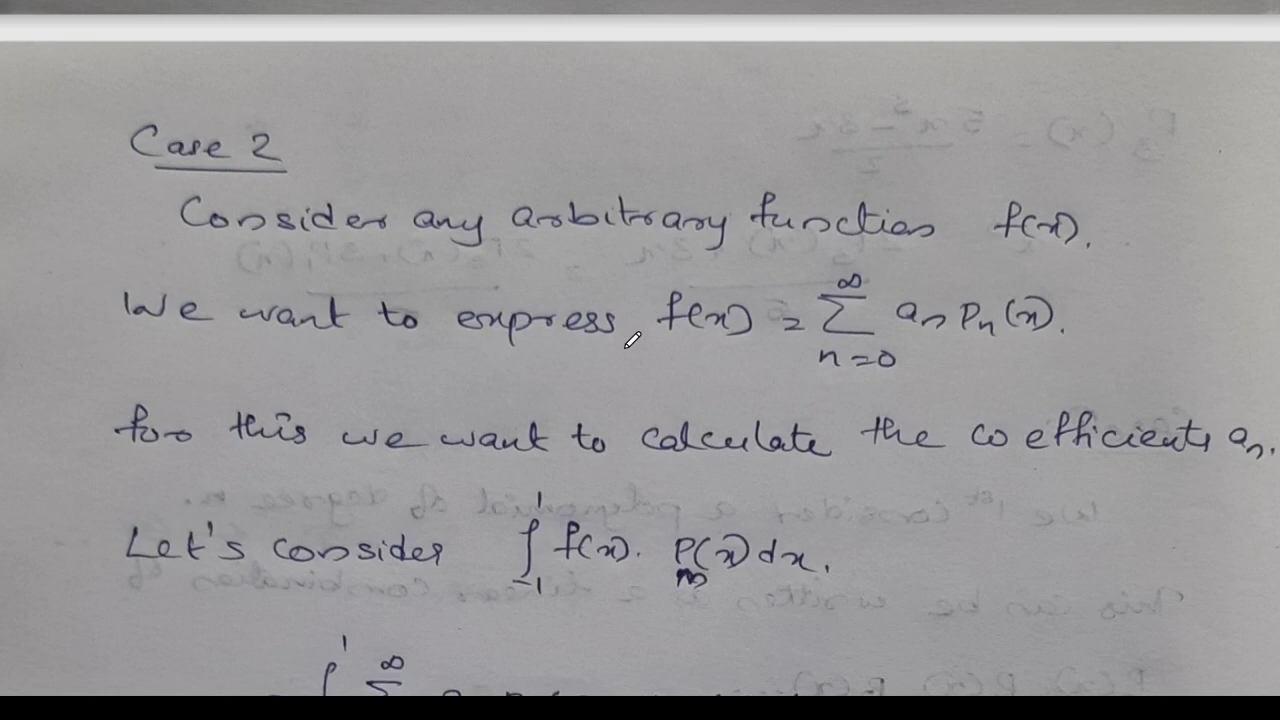 Case 2
Consider any arbitrary function f(x).
We want to express, f(x) = ∑_{n=0}^{∞} a_n P_n(x).
for this we want to calculate the coefficients a_n.
Let's consider ∫_{-1}^{1} f(x). P_m(x) dx.